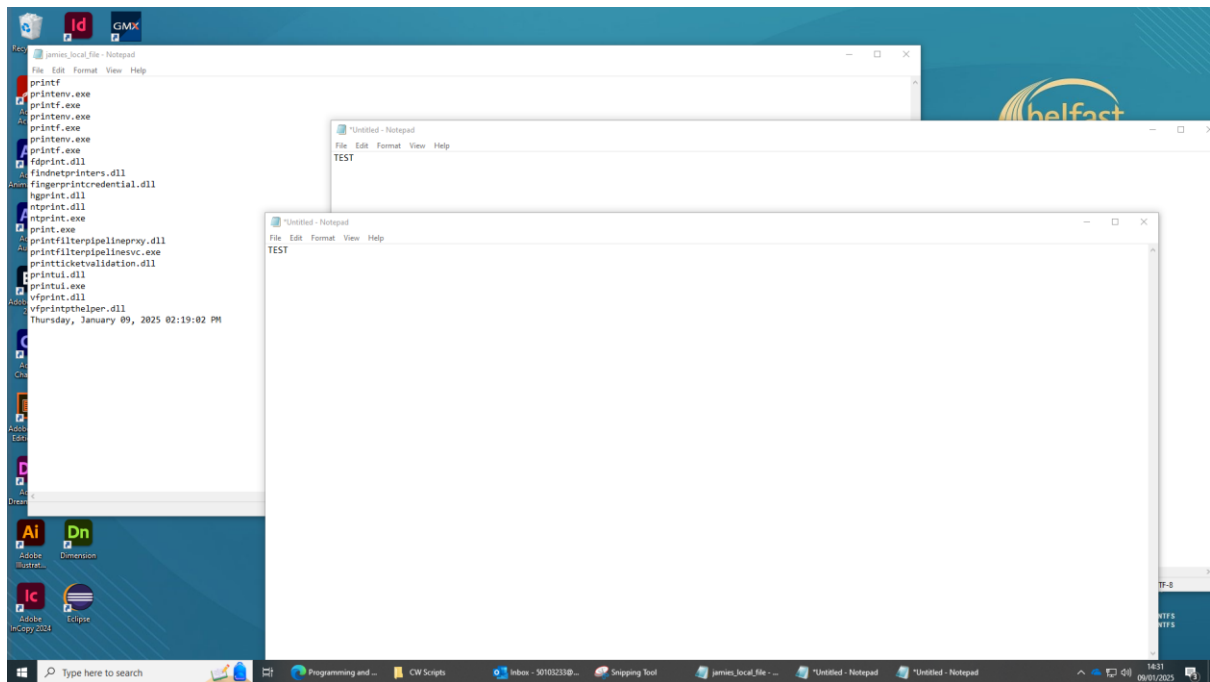 Id
GMX
jamies_local_file - Notepad
File Edit Format View Help
printf
printenv.exe
printf.exe
printenv.exe
printf.exe
printenv.exe
printf.exe
fdprint.dll
findnetprinters.dll
fingerprintcredential.dll
hgprint.dll
ntprint.dll
ntprint.exe
print.exe
printfilterpipelineprxy.dll
printfilterpipelinesvc.exe
printticketvalidation.dll
printui.dll
printui.exe
vfprint.dll
vfprintpthelper.dll
Thursday, January 09, 2025 02:19:02 PM
belfast
*Untitled - Notepad
File Edit Format View Help
TEST
*Untitled - Notepad
File Edit Format View Help
TEST
TF-8
NTFS
NTFS
Ai
Dn
Adobe Illustrat...
Dimension
Ic
Adobe InCopy 2024
Eclipse
Type here to search
Programming and ...
CW Scripts
Inbox - 50103233@...
Snipping Tool
jamies_local_file - ...
*Untitled - Notepad
*Untitled - Notepad
14:31
09/01/2025